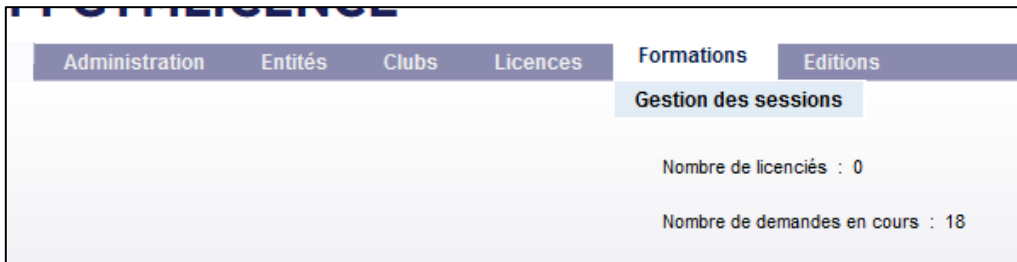 Administration Entités Clubs Licences Formations Editions
Gestion des sessions
Nombre de licenciés : 0
Nombre de demandes en cours : 18